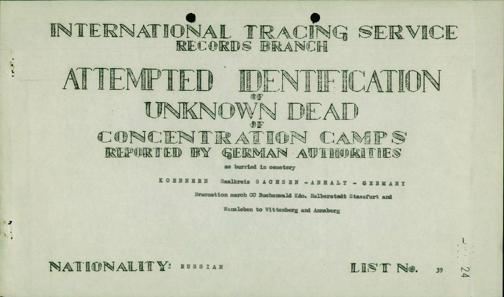 INTERNATIONAL TRACING SERVICE
RECORDS BRANCH
ATTEMPTED IDENTIFICATION
OF
UNKNOWN DEAD
OF
CONCENTRATION CAMPS
REPORTED BY GERMAN AUTHORITIES
as burried in cemetery
KOENNERN Saalkreis SACHSEN-ANHALT - GERMANY
Evacuation march CC Buchenwald Kdo. Halberstadt Stassfurt and
Wansleben to Wittenberg and Annaberg
NATIONALITY: RUSSIAN
LIST No. 39
24